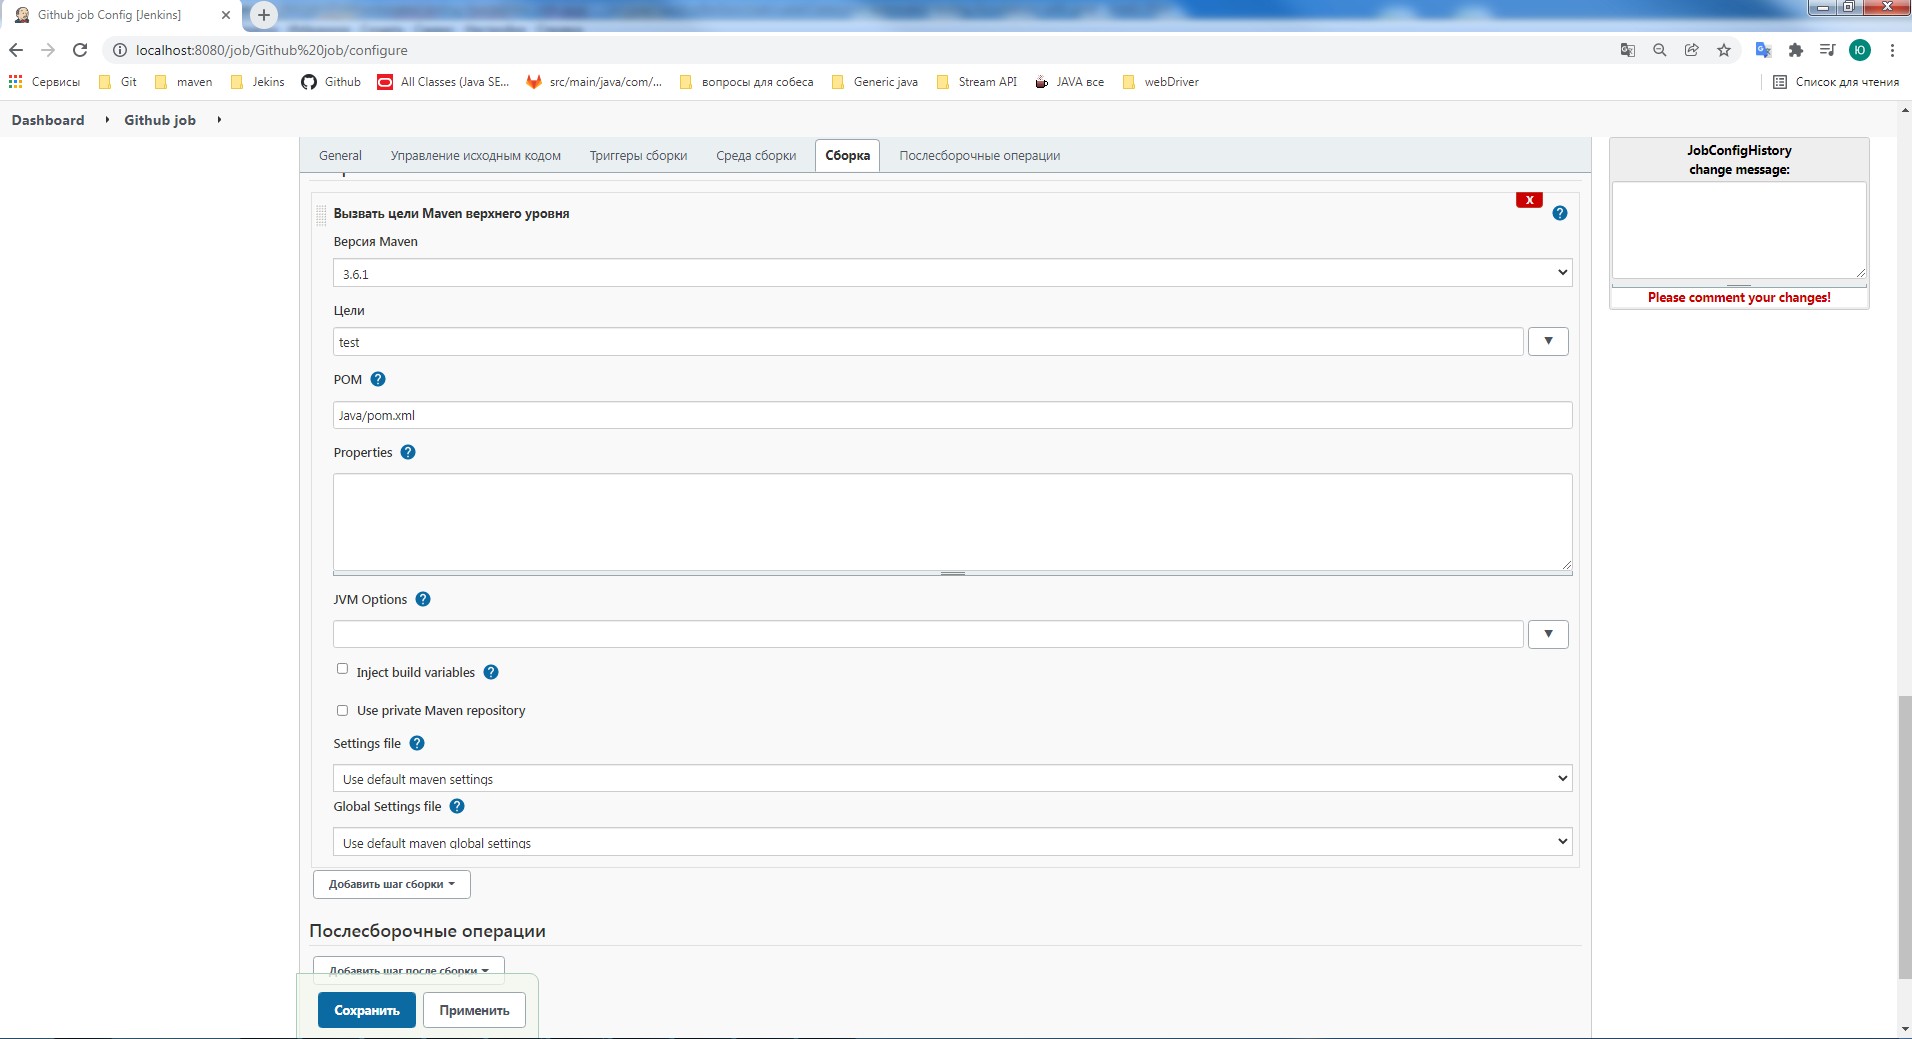 Github job Config [Jenkins]
localhost:8080/job/Github%20job/configure
Ю
Сервисы Git maven Jekins Github All Classes (Java SE... src/main/java/com/... вопросы для собеса Generic java Stream API JAVA все webDriver Список для чтения
Dashboard Github job
General Управление исходным кодом Триггеры сборки Среда сборки Сборка Послесборочные операции
JobConfigHistory
change message:
Please comment your changes!
X
Вызвать цели Maven верхнего уровня
Версия Maven
3.6.1
Цели
test
POM
Java/pom.xml
Properties
JVM Options
Inject build variables
Use private Maven repository
Settings file
Use default maven settings
Global Settings file
Use default maven global settings
Добавить шаг сборки
Послесборочные операции
Добавить шаг после сборки
Сохранить Применить